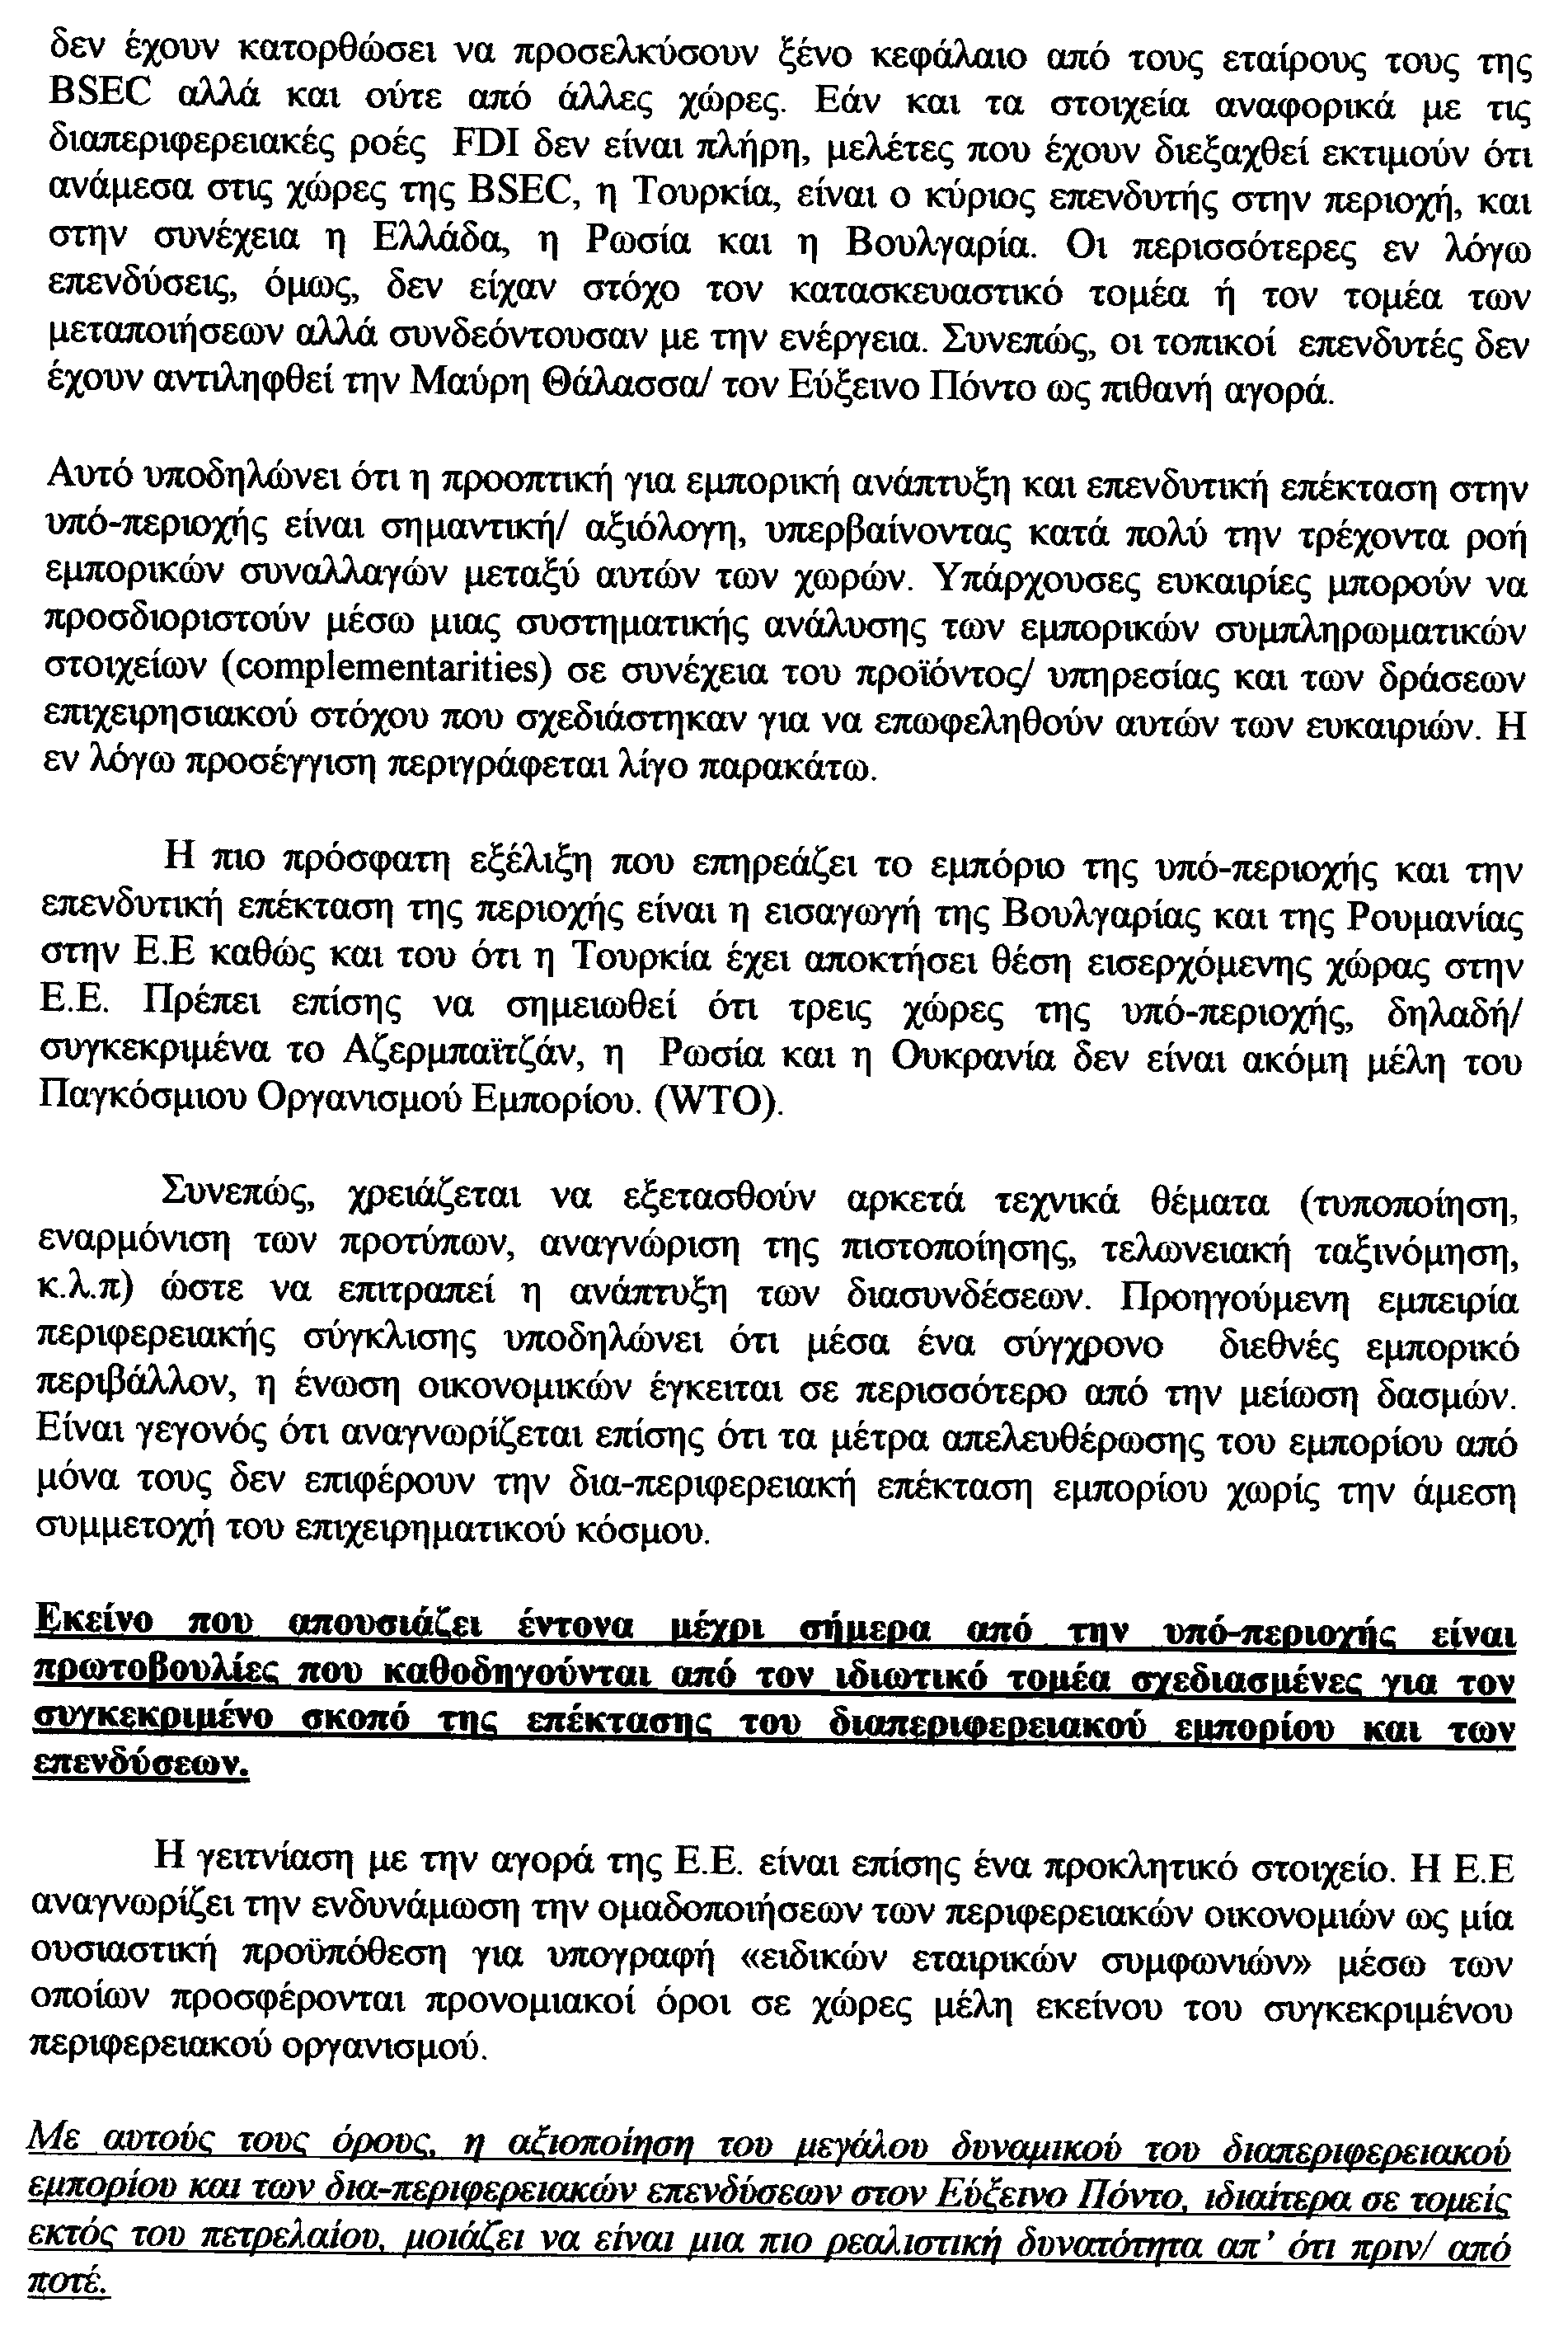 δεν έχουν κατορθώσει να προσελκύσουν ξένο κεφάλαιο από τους εταίρους τους της
BSEC αλλά και ούτε από άλλες χώρες. Εάν και τα στοιχεία αναφορικά με τις
διαπεριφερειακές ροές FDI δεν είναι πλήρη, μελέτες που έχουν διεξαχθεί εκτιμούν ότι
ανάμεσα στις χώρες της BSEC, η Τουρκία, είναι ο κύριος επενδυτής στην περιοχή, και
στην συνέχεια η Ελλάδα, η Ρωσία και η Βουλγαρία. Οι περισσότερες εν λόγω
επενδύσεις, όμως, δεν είχαν στόχο τον κατασκευαστικό τομέα ή τον τομέα των
μεταποιήσεων αλλά συνδεόντουσαν με την ενέργεια. Συνεπώς, οι τοπικοί επενδυτές δεν
έχουν αντιληφθεί την Μαύρη Θάλασσα/ τον Εύξεινο Πόντο ως πιθανή αγορά.
Αυτό υποδηλώνει ότι η προοπτική για εμπορική ανάπτυξη και επενδυτική επέκταση στην
υπό-περιοχής είναι σημαντική/ αξιόλογη, υπερβαίνοντας κατά πολύ την τρέχοντα ροή
εμπορικών συναλλαγών μεταξύ αυτών των χωρών. Υπάρχουσες ευκαιρίες μπορούν να
προσδιοριστούν μέσω μιας συστηματικής ανάλυσης των εμπορικών συμπληρωματικών
στοιχείων (complementarities) σε συνέχεια του προϊόντος/ υπηρεσίας και των δράσεων
επιχειρησιακού στόχου που σχεδιάστηκαν για να επωφεληθούν αυτών των ευκαιριών. Η
εν λόγω προσέγγιση περιγράφεται λίγο παρακάτω.
Η πιο πρόσφατη εξέλιξη που επηρεάζει το εμπόριο της υπό-περιοχής και την
επενδυτική επέκταση της περιοχής είναι η εισαγωγή της Βουλγαρίας και της Ρουμανίας
στην Ε.Ε καθώς και του ότι η Τουρκία έχει αποκτήσει θέση εισερχόμενης χώρας στην
Ε.Ε. Πρέπει επίσης να σημειωθεί ότι τρεις χώρες της υπό-περιοχής, δηλαδή/
συγκεκριμένα το Αζερμπαϊτζάν, η Ρωσία και η Ουκρανία δεν είναι ακόμη μέλη του
Παγκόσμιου Οργανισμού Εμπορίου. (WTO).
Συνεπώς, χρειάζεται να εξετασθούν αρκετά τεχνικά θέματα (τυποποίηση,
εναρμόνιση των προτύπων, αναγνώριση της πιστοποίησης, τελωνειακή ταξινόμηση,
κ.λ.π) ώστε να επιτραπεί η ανάπτυξη των διασυνδέσεων. Προηγούμενη εμπειρία
περιφερειακής σύγκλισης υποδηλώνει ότι μέσα ένα σύγχρονο διεθνές εμπορικό
περιβάλλον, η ένωση οικονομικών έγκειται σε περισσότερο από την μείωση δασμών.
Είναι γεγονός ότι αναγνωρίζεται επίσης ότι τα μέτρα απελευθέρωσης του εμπορίου από
μόνα τους δεν επιφέρουν την δια-περιφερειακή επέκταση εμπορίου χωρίς την άμεση
συμμετοχή του επιχειρηματικού κόσμου.
Εκείνο που απουσιάζει έντονα μέχρι σήμερα από την υπό-περιοχής είναι
πρωτοβουλίες που καθοδηγούνται από τον ιδιωτικό τομέα σχεδιασμένες για τον
συγκεκριμένο σκοπό της επέκτασης του διαπεριφερειακού εμπορίου και των
επενδύσεων.
Η γειτνίαση με την αγορά της Ε.Ε. είναι επίσης ένα προκλητικό στοιχείο. Η Ε.Ε
αναγνωρίζει την ενδυνάμωση την ομαδοποιήσεων των περιφερειακών οικονομιών ως μία
ουσιαστική προϋπόθεση για υπογραφή «ειδικών εταιρικών συμφωνιών» μέσω των
οποίων προσφέρονται προνομιακοί όροι σε χώρες μέλη εκείνου του συγκεκριμένου
περιφερειακού οργανισμού.
Με αυτούς τους όρους, η αξιοποίηση του μεγάλου δυναμικού του διαπεριφερειακού
εμπορίου και των δια-περιφερειακών επενδύσεων στον Εύξεινο Πόντο, ιδιαίτερα σε τομείς
εκτός του πετρελαίου, μοιάζει να είναι μια πιο ρεαλιστική δυνατότητα απ’ ότι πριν/ από
ποτέ.